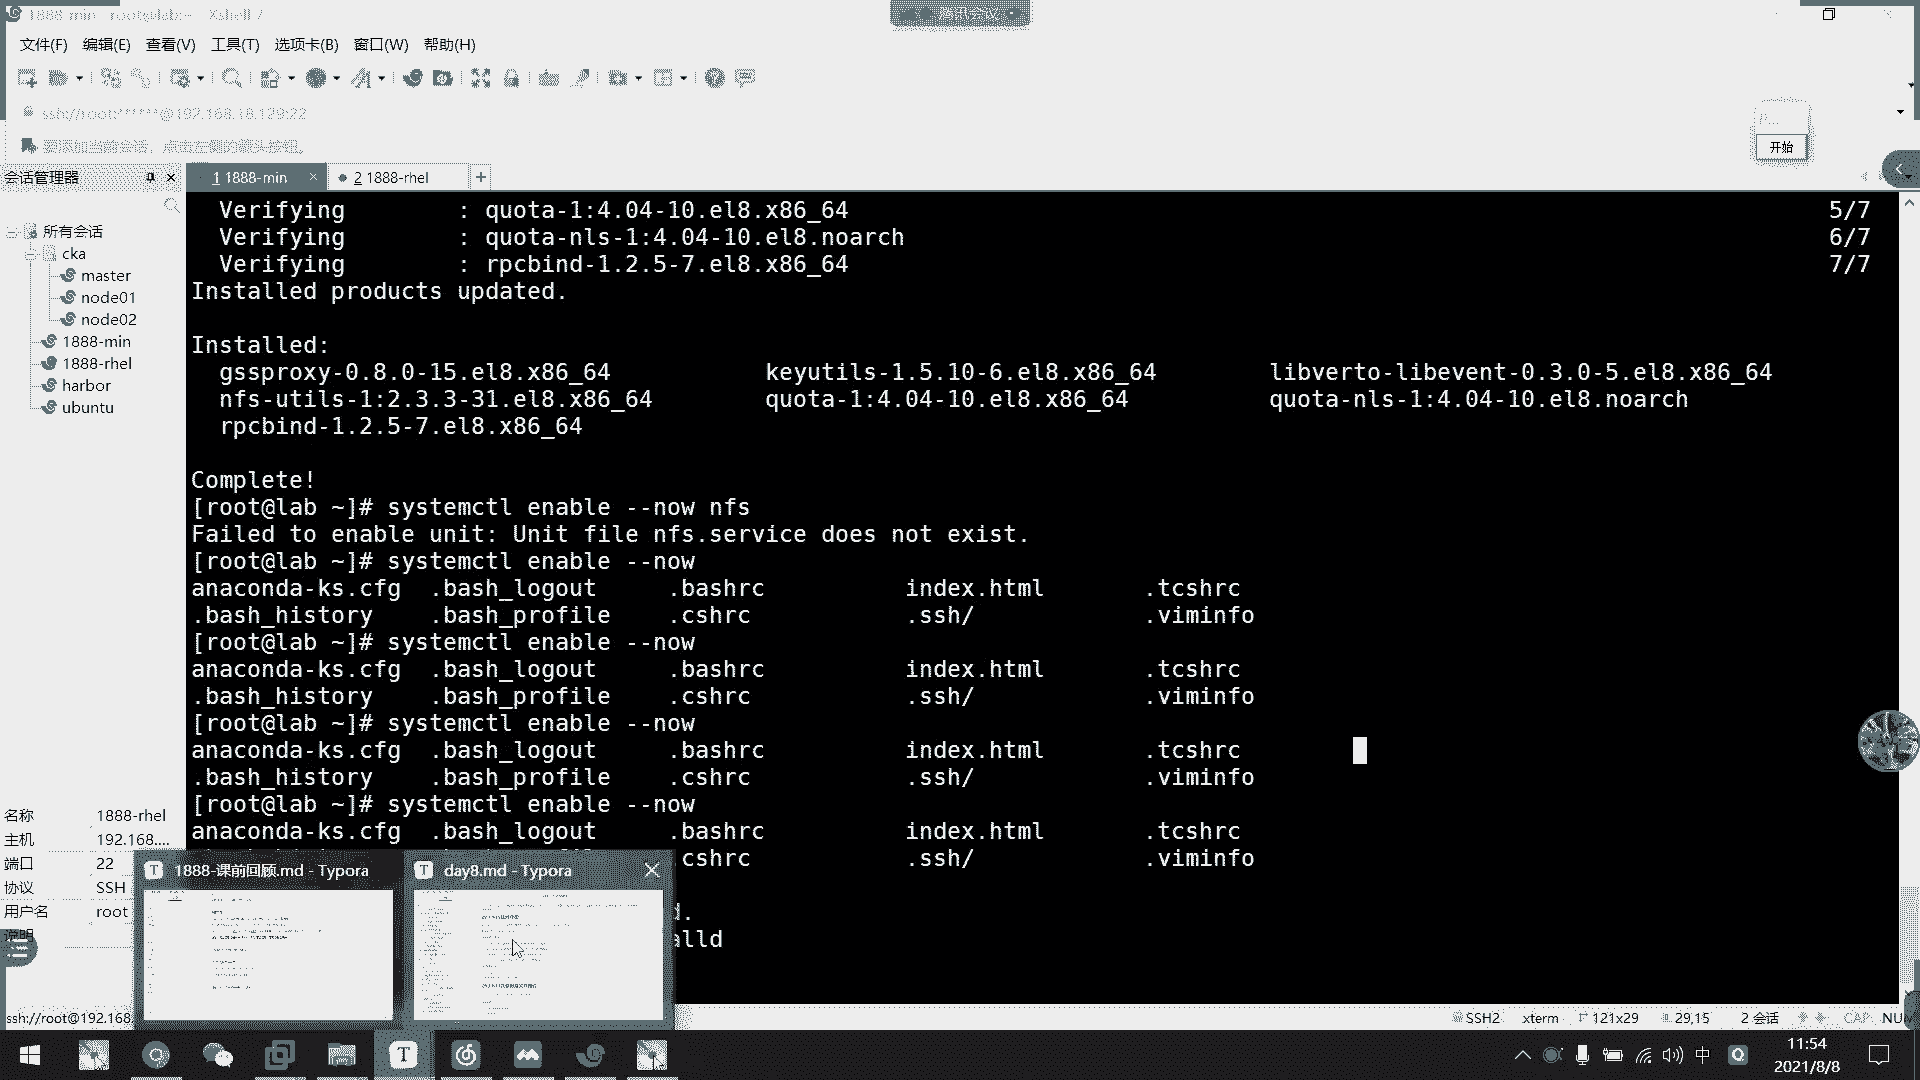 1888-min - root@lab:~ - Xshell 7
腾讯会议
文件(F) 编辑(E) 查看(V) 工具(T) 选项卡(B) 窗口(W) 帮助(H)
ssh://root:******@192.168.18.129:22
要添加当前会话，点击左侧的箭头按钮。
开始
会话管理器
1 1888-min
2 1888-rhel
所有会话
cka
master
node01
node02
1888-min
1888-rhel
harbor
ubuntu
Verifying : quota-1:4.04-10.el8.x86_64 5/7
Verifying : quota-nls-1:4.04-10.el8.noarch 6/7
Verifying : rpcbind-1.2.5-7.el8.x86_64 7/7
Installed products updated.
Installed:
gssproxy-0.8.0-15.el8.x86_64 keyutils-1.5.10-6.el8.x86_64 libverto-libevent-0.3.0-5.el8.x86_64
nfs-utils-1:2.3.3-31.el8.x86_64 quota-1:4.04-10.el8.x86_64 quota-nls-1:4.04-10.el8.noarch
rpcbind-1.2.5-7.el8.x86_64
Complete!
[root@lab ~]# systemctl enable --now nfs
Failed to enable unit: Unit file nfs.service does not exist.
[root@lab ~]# systemctl enable --now
anaconda-ks.cfg .bash_logout .bashrc index.html .tcshrc
.bash_history .bash_profile .cshrc .ssh/ .viminfo
[root@lab ~]# systemctl enable --now
anaconda-ks.cfg .bash_logout .bashrc index.html .tcshrc
.bash_history .bash_profile .cshrc .ssh/ .viminfo
[root@lab ~]# systemctl enable --now
anaconda-ks.cfg .bash_logout .bashrc index.html .tcshrc
.bash_history .bash_profile .cshrc .ssh/ .viminfo
[root@lab ~]# systemctl enable --now
anaconda-ks.cfg .bash_logout .bashrc index.html .tcshrc
.cshrc .ssh/ .viminfo
d.
alld
名称 1888-rhel
主机 192.168....
端口 22
协议 SSH
用户名 root
说明
1888-课前回顾.md - Typora
day8.md - Typora
ssh://root@192.168.
SSH2 xterm 121x29 29,15 2 会话 CAP NUM
中
11:54
2021/8/8